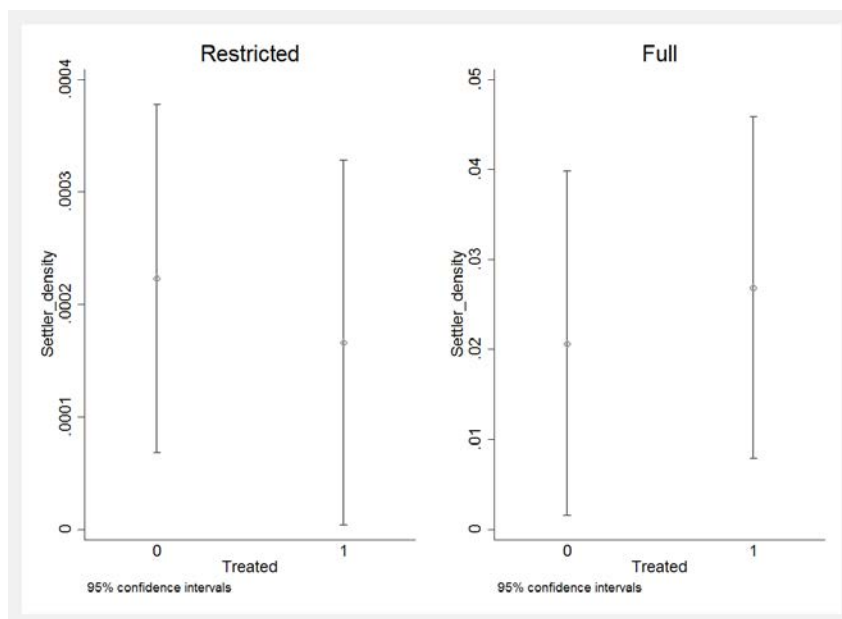 Restricted
Settler_density
.0004
.0003
.0002
.0001
0
0 1
Treated
95% confidence intervals
Full
Settler_density
.05
.04
.03
.02
.01
0
0 1
Treated
95% confidence intervals